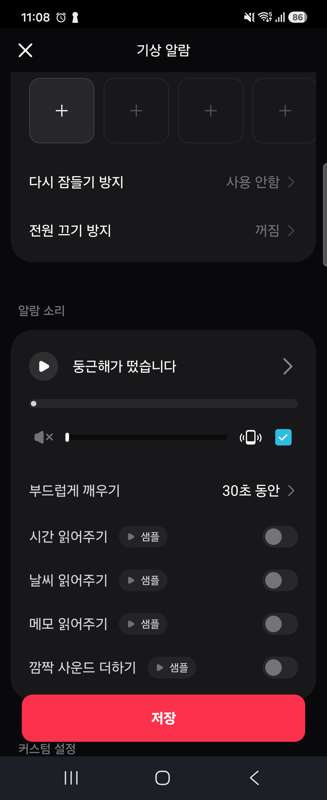 11:08
86
기상 알람
다시 잠들기 방지 사용 안함
전원 끄기 방지 꺼짐
알람 소리
둥근해가 떴습니다
부드럽게 깨우기 30초 동안
시간 읽어주기 샘플
날씨 읽어주기 샘플
메모 읽어주기 샘플
깜짝 사운드 더하기 샘플
저장
커스텀 설정